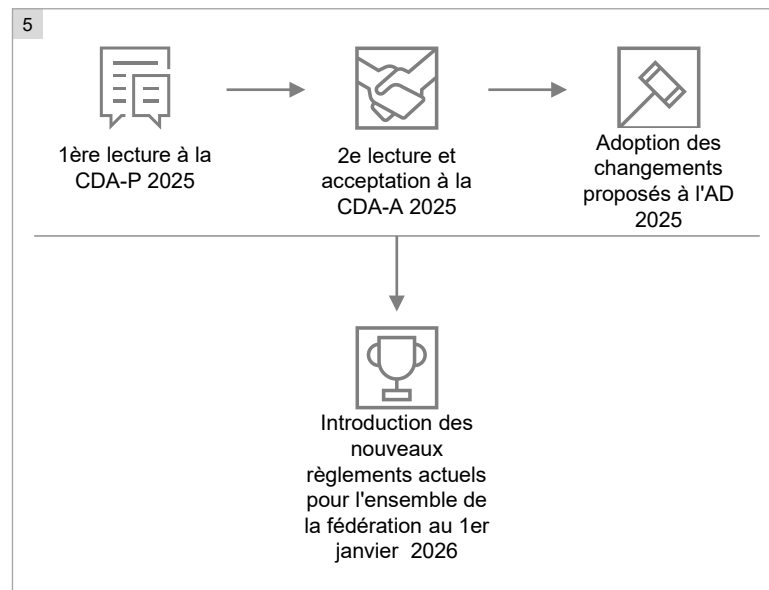 5
1ère lecture à la
CDA-P 2025
2e lecture et
acceptation à la
CDA-A 2025
Adoption des
changements
proposés à l'AD
2025
Introduction des
nouveaux
règlements actuels
pour l'ensemble de
la fédération au 1er
janvier  2026